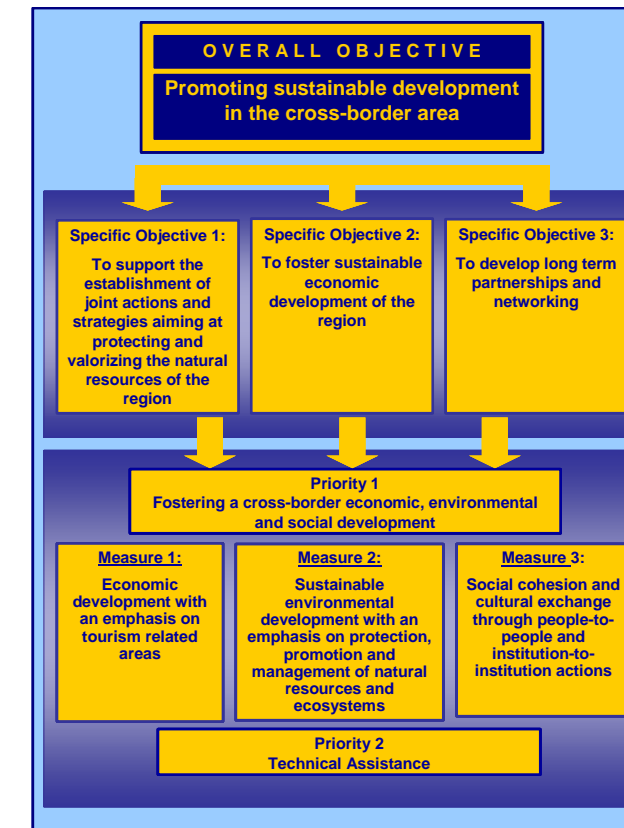 OVERALL OBJECTIVE
Promoting sustainable development
in the cross-border area
Specific Objective 1:
To support the
establishment of
joint actions and
strategies aiming at
protecting and
valorizing the natural
resources of the
region
Specific Objective 2:
To foster sustainable
economic
development of the
region
Specific Objective 3:
To develop long term
partnerships and
networking
Priority 1
Fostering a cross-border economic, environmental
and social development
Measure 1:
Economic
development with
an emphasis on
tourism related
areas
Measure 2:
Sustainable
environmental
development with an
emphasis on protection,
promotion and
management of natural
resources and
ecosystems
Measure 3:
Social cohesion and
cultural exchange
through people-to-
people and
institution-to-
institution actions
Priority 2
Technical Assistance